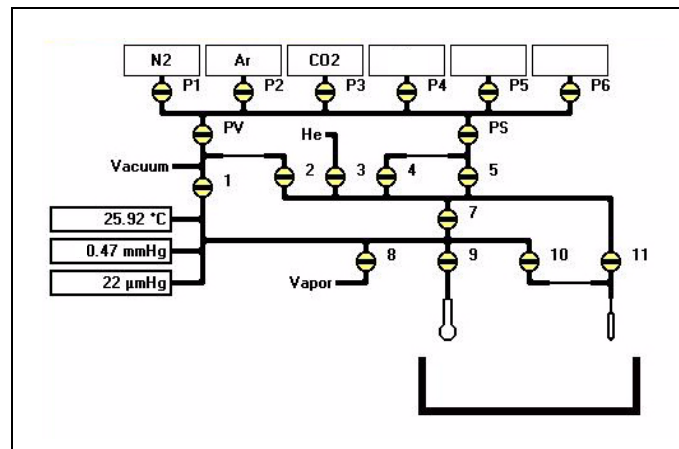 N2 Ar CO2
P1 P2 P3 P4 P5 P6
PV He PS
Vacuum 1 2 3 4 5
25.92 °C 7
0.47 mmHg 8 9 10 11
22 µmHg Vapor